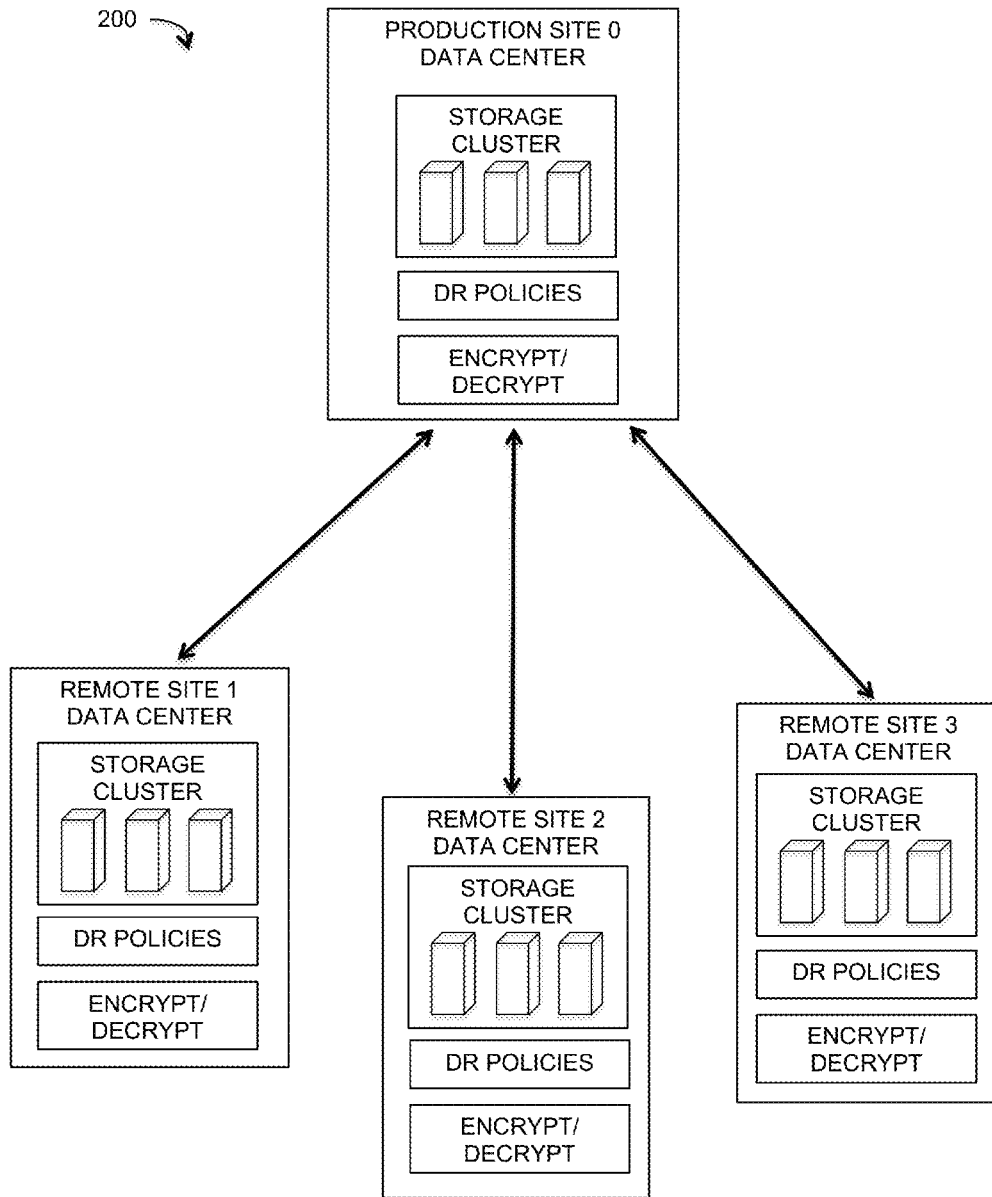 200
PRODUCTION SITE 0
DATA CENTER
STORAGE
CLUSTER
DR POLICIES
ENCRYPT/
DECRYPT
REMOTE SITE 1
DATA CENTER
STORAGE
CLUSTER
DR POLICIES
ENCRYPT/
DECRYPT
REMOTE SITE 2
DATA CENTER
STORAGE
CLUSTER
DR POLICIES
ENCRYPT/
DECRYPT
REMOTE SITE 3
DATA CENTER
STORAGE
CLUSTER
DR POLICIES
ENCRYPT/
DECRYPT